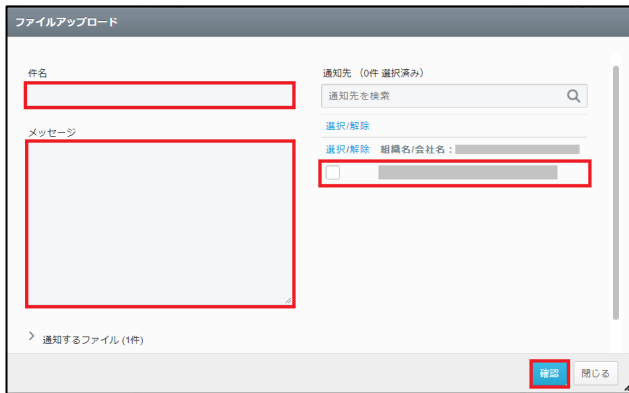 ファイルアップロード
件名
メッセージ
> 通知するファイル (1件)
通知先 （0件 選択済み）
通知先を検索
選択/解除
選択/解除 組織名/会社名：
確認 閉じる